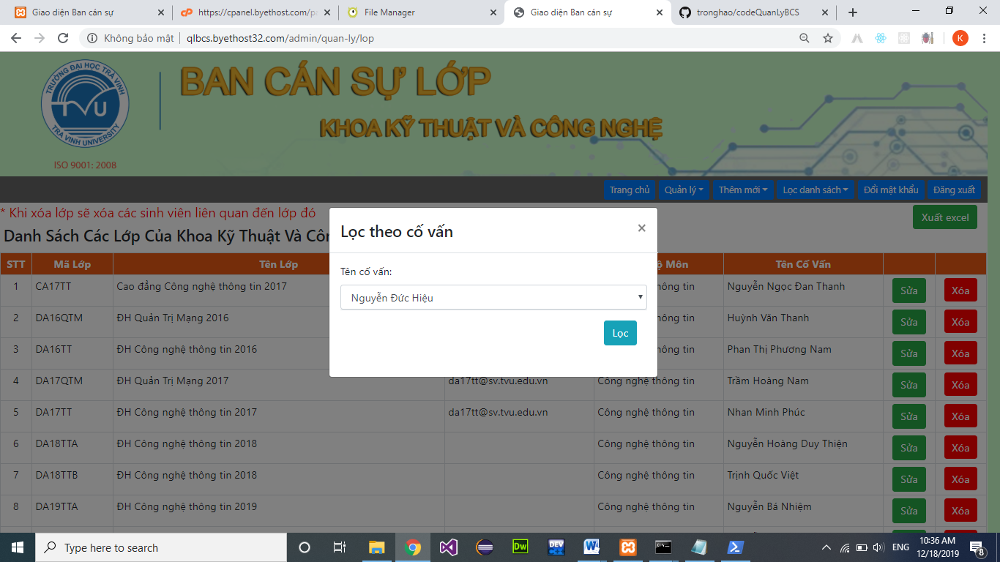 Giao diện Ban cán sự
https://cpanel.byethost.com/pa
File Manager
Giao diện Ban cán sự
tronghao/codeQuanLyBCS
Không bảo mật
qlbcs.byethost32.com/admin/quan-ly/lop
K
TRƯỜNG ĐẠI HỌC TRÀ VINH
TVU
TRA VINH UNIVERSITY
ISO 9001: 2008
BAN CÁN SỰ LỚP
KHOA KỸ THUẬT VÀ CÔNG NGHỆ
Trang chủ Quản lý Thêm mới Lọc danh sách Đổi mật khẩu Đăng xuất
* Khi xóa lớp sẽ xóa các sinh viên liên quan đến lớp đó
Xuất excel
Danh Sách Các Lớp Của Khoa Kỹ Thuật Và
Lọc theo cố vấn
×
Tên cố vấn:
Nguyễn Đức Hiệu
Lọc
STT Mã Lớp Tên Lớp Môn Tên Cố Vấn
1 CA17TT Cao đẳng Công nghệ thông tin 2017 tin Nguyễn Ngọc Đan Thanh Sửa Xóa
2 DA16QTM ĐH Quản Trị Mạng 2016 tin Huỳnh Văn Thanh Sửa Xóa
3 DA16TT ĐH Công nghệ thông tin 2016 tin Phan Thị Phương Nam Sửa Xóa
4 DA17QTM ĐH Quản Trị Mạng 2017 da17tt@sv.tvu.edu.vn Công nghệ thông tin Trầm Hoàng Nam Sửa Xóa
5 DA17TT ĐH Công nghệ thông tin 2017 da17tt@sv.tvu.edu.vn Công nghệ thông tin Nhan Minh Phúc Sửa Xóa
6 DA18TTA ĐH Công nghệ thông tin 2018 Công nghệ thông tin Nguyễn Hoàng Duy Thiện Sửa Xóa
7 DA18TTB ĐH Công nghệ thông tin 2018 Công nghệ thông tin Trịnh Quốc Việt Sửa Xóa
8 DA19TTA ĐH Công nghệ thông tin 2019 Công nghệ thông tin Nguyễn Bá Nhiệm Sửa Xóa
Type here to search
Dw
DEV
ENG
10:36 AM
12/18/2019
8